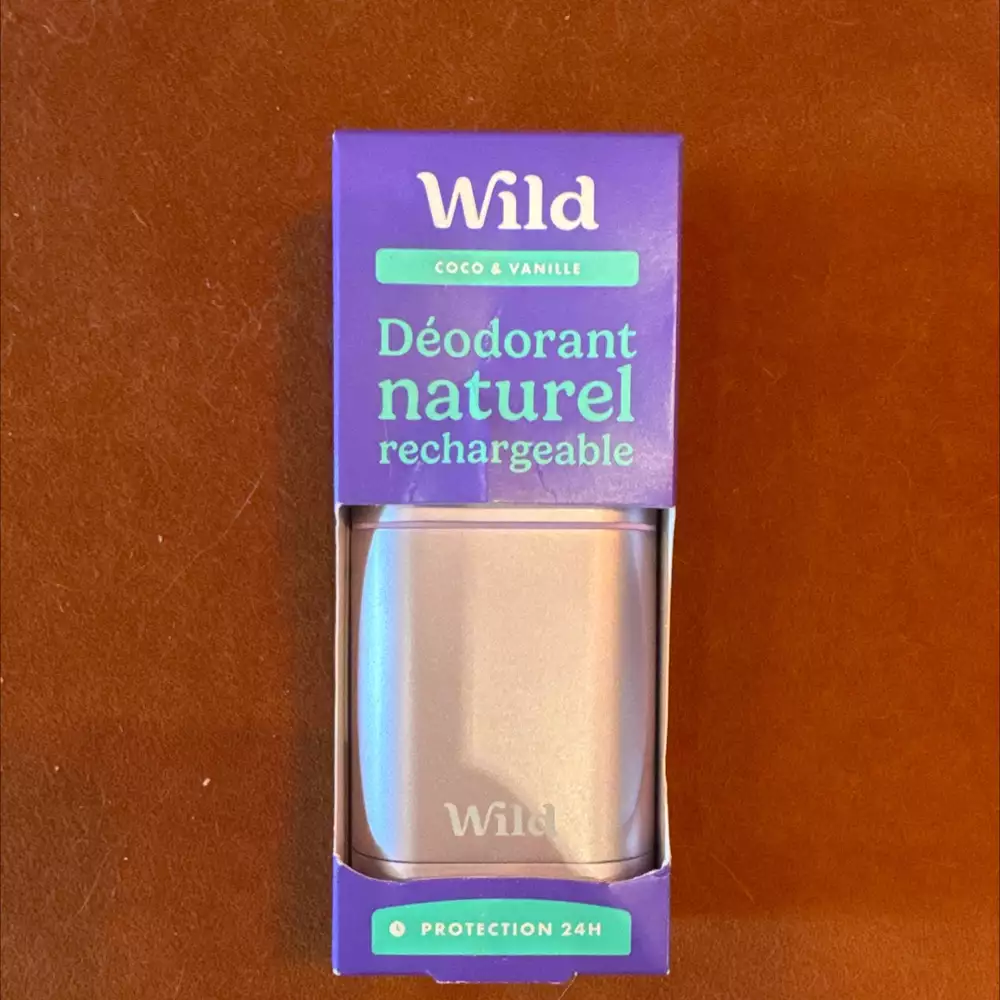 Wild
COCO & VANILLE
Déodorant
naturel
rechargeable
Wild
PROTECTION 24H